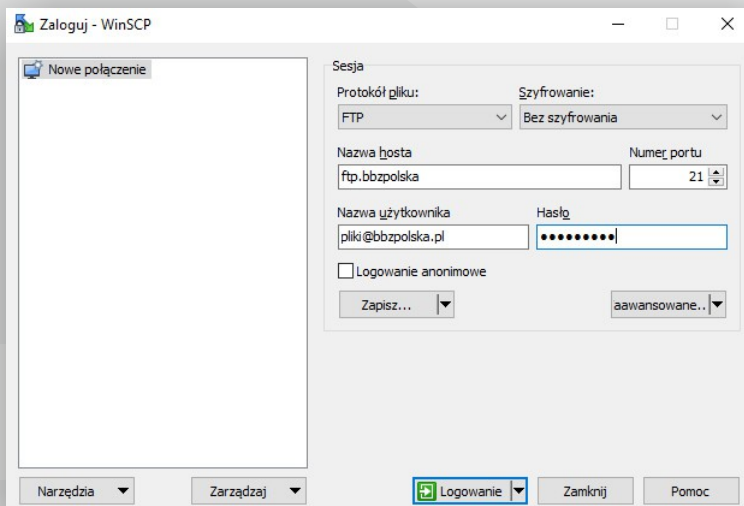 Zaloguj - WinSCP
Nowe połączenie
Sesja
Protokół pliku:
Szyfrowanie:
FTP
Bez szyfrowania
Nazwa hosta
Numer portu
ftp.bbzpolska
21
Nazwa użytkownika
Hasło
pliki@bbzpolska.pl
•••••••••
Logowanie anonimowe
Zapisz...
aawansowane..
Narzędzia
Zarządzaj
Logowanie
Zamknij
Pomoc